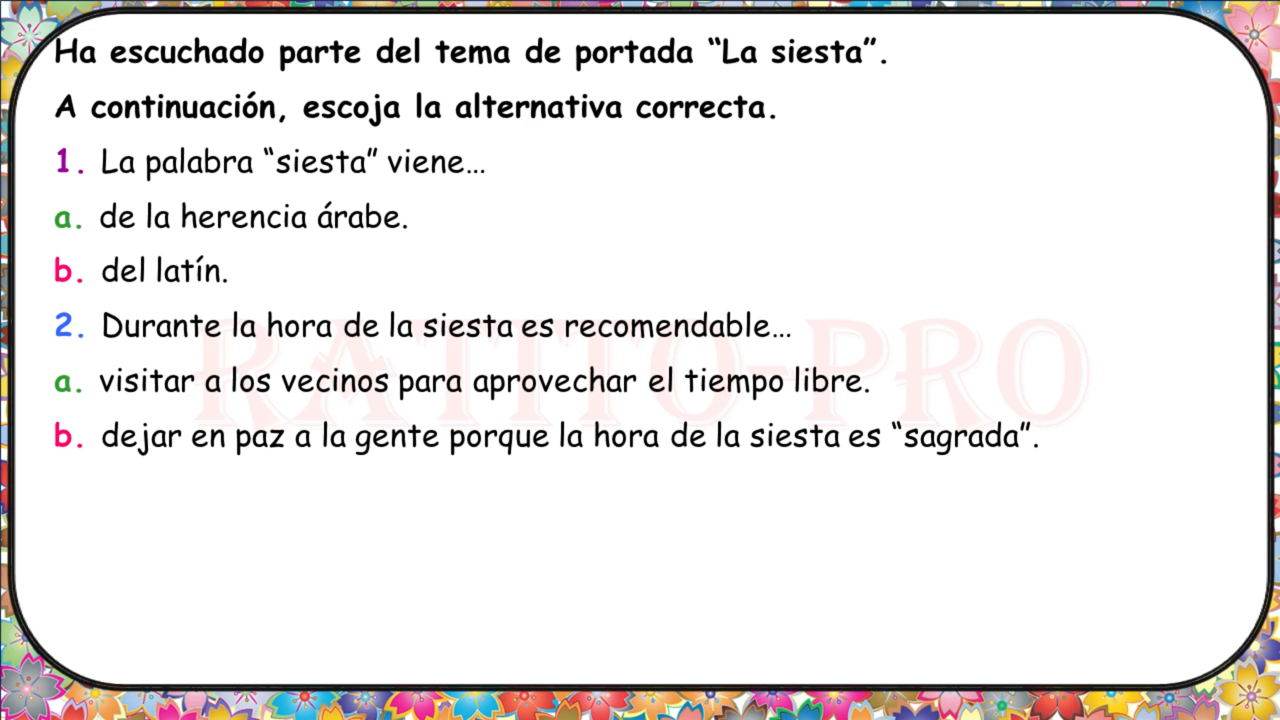 Ha escuchado parte del tema de portada “La siesta”.
A continuación, escoja la alternativa correcta.
1. La palabra “siesta” viene…
a. de la herencia árabe.
b. del latín.
2. Durante la hora de la siesta es recomendable…
a. visitar a los vecinos para aprovechar el tiempo libre.
b. dejar en paz a la gente porque la hora de la siesta es “sagrada”.
RATITO-PRO